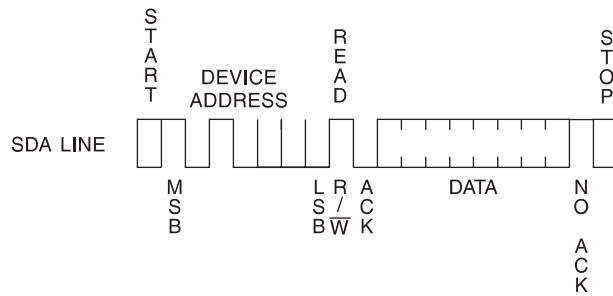 START
DEVICE
ADDRESS
READ
STOP
SDA LINE
MSB
LSB
R/W
ACK
DATA
NO ACK